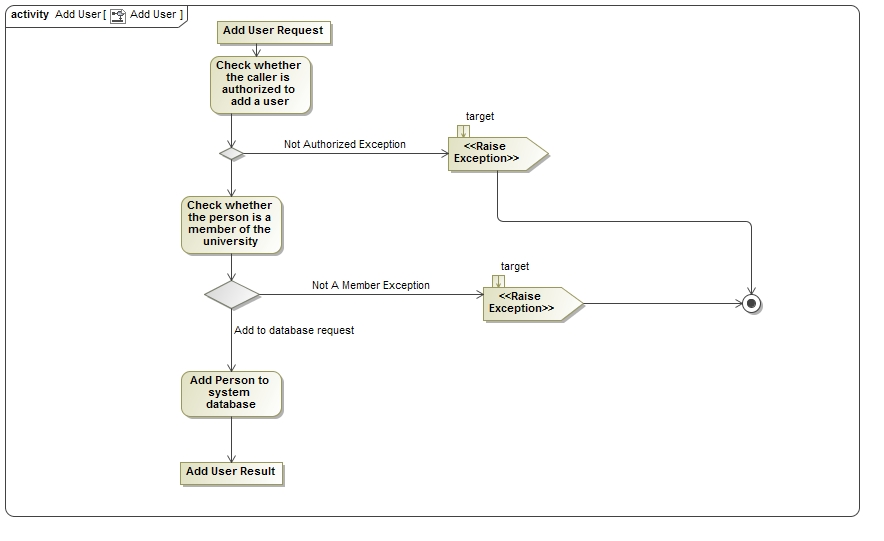 activity Add User [ Add User ]
Add User Request
Check whether
the caller is
authorized to
add a user
target
Not Authorized Exception
<<Raise
Exception>>
Check whether
the person is a
member of the
university
target
Not A Member Exception
<<Raise
Exception>>
Add to database request
Add Person to
system
database
Add User Result